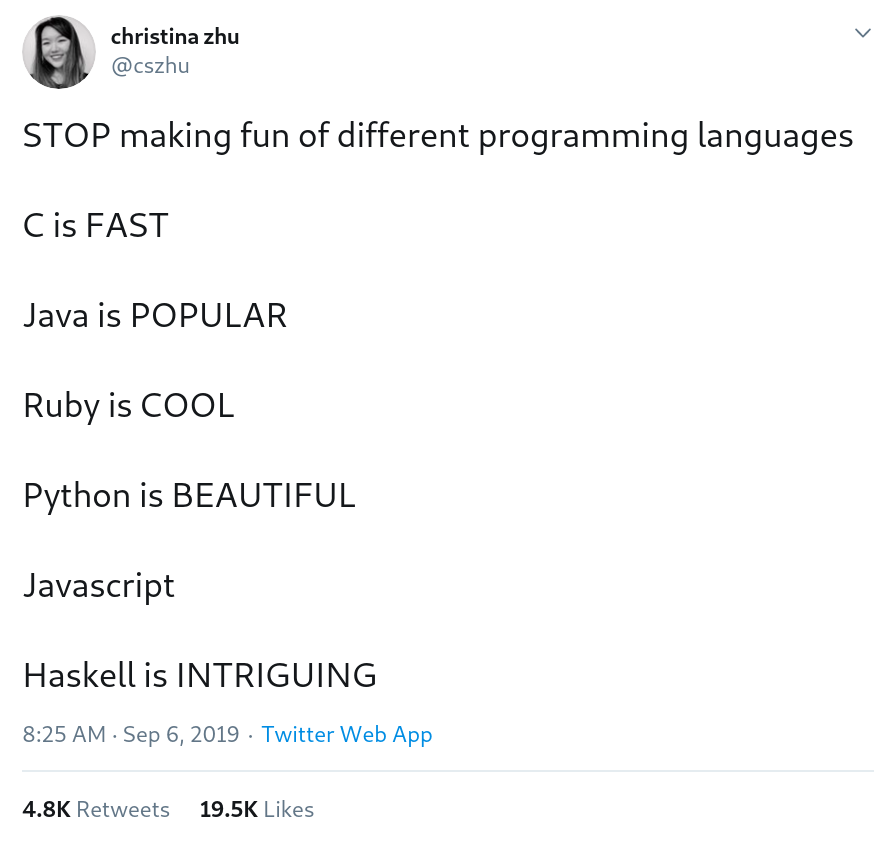 christina zhu
@cszhu
STOP making fun of different programming languages
C is FAST
Java is POPULAR
Ruby is COOL
Python is BEAUTIFUL
Javascript
Haskell is INTRIGUING
8:25 AM · Sep 6, 2019 · Twitter Web App
4.8K Retweets 19.5K Likes